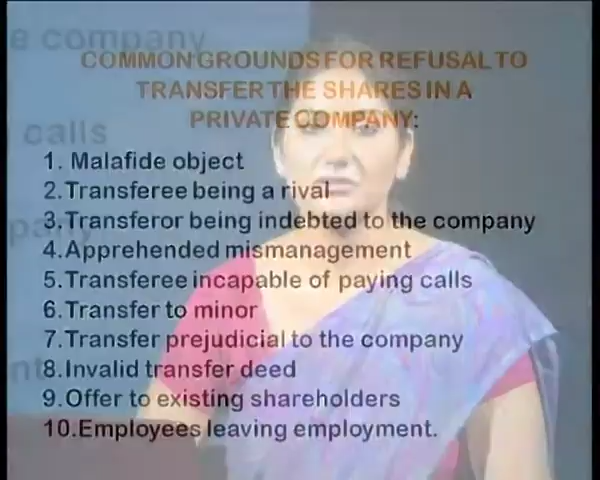 e company
COMMON GROUNDS FOR REFUSAL TO
TRANSFER THE SHARES IN A
PRIVATE COMPANY:
calls
1. Malafide object
2.Transferee being a rival
3.Transferor being indebted to the company
4.Apprehended mismanagement
5.Transferee incapable of paying calls
6.Transfer to minor
7.Transfer prejudicial to the company
8.Invalid transfer deed
9.Offer to existing shareholders
10.Employees leaving employment.